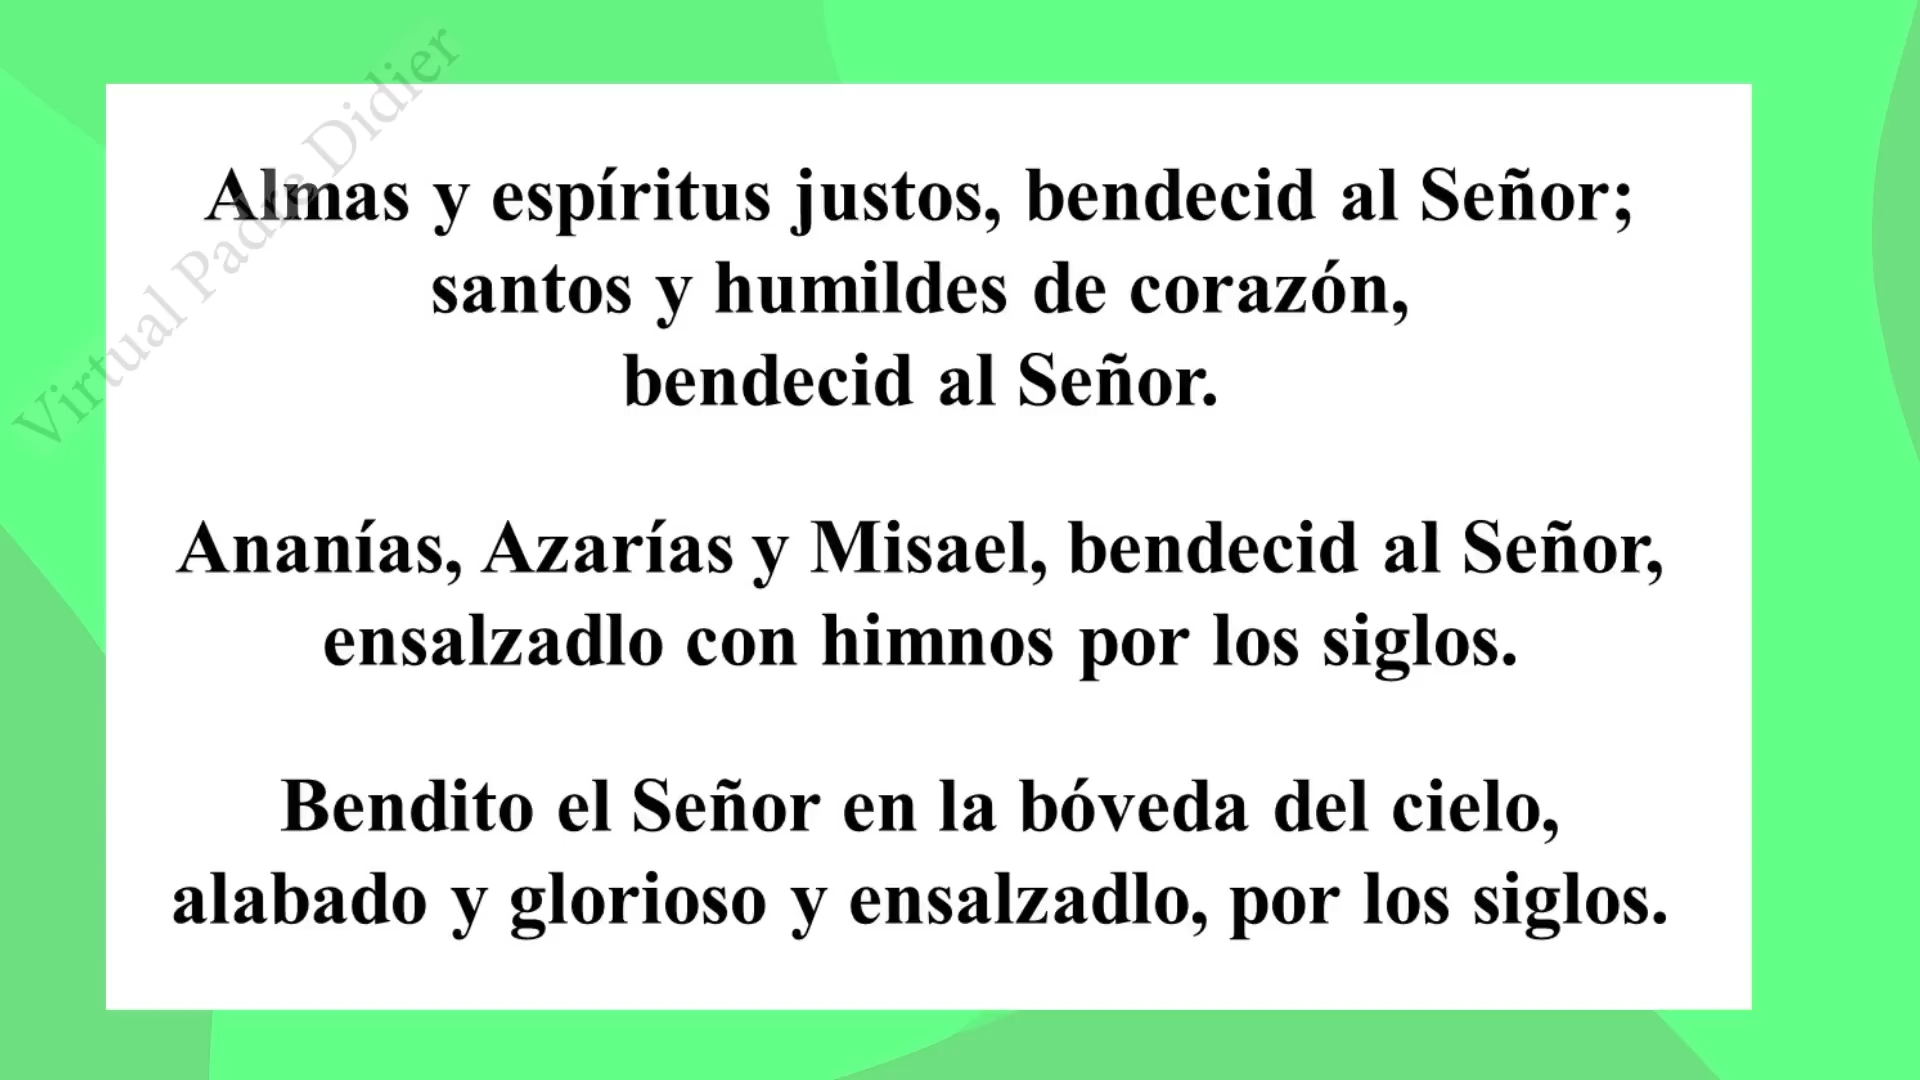 Virtual Padre Didier
Almas y espíritus justos, bendecid al Señor;
santos y humildes de corazón,
bendecid al Señor.
Ananías, Azarías y Misael, bendecid al Señor,
ensalzadlo con himnos por los siglos.
Bendito el Señor en la bóveda del cielo,
alabado y glorioso y ensalzadlo, por los siglos.